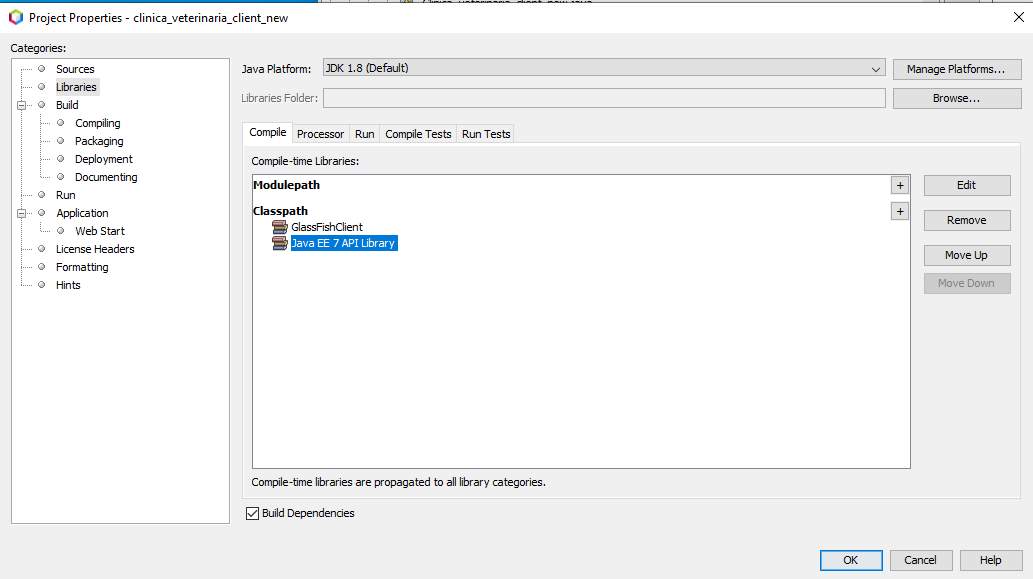 Project Properties - clinica_veterinaria_client_new
Categories:
Sources
Libraries
Build
Compiling
Packaging
Deployment
Documenting
Run
Application
Web Start
License Headers
Formatting
Hints
Java Platform: JDK 1.8 (Default) Manage Platforms...
Libraries Folder: Browse...
Compile Processor Run Compile Tests Run Tests
Compile-time Libraries:
Modulepath +
Classpath +
GlassFishClient
Java EE 7 API Library
Edit
Remove
Move Up
Move Down
Compile-time libraries are propagated to all library categories.
Build Dependencies
OK Cancel Help